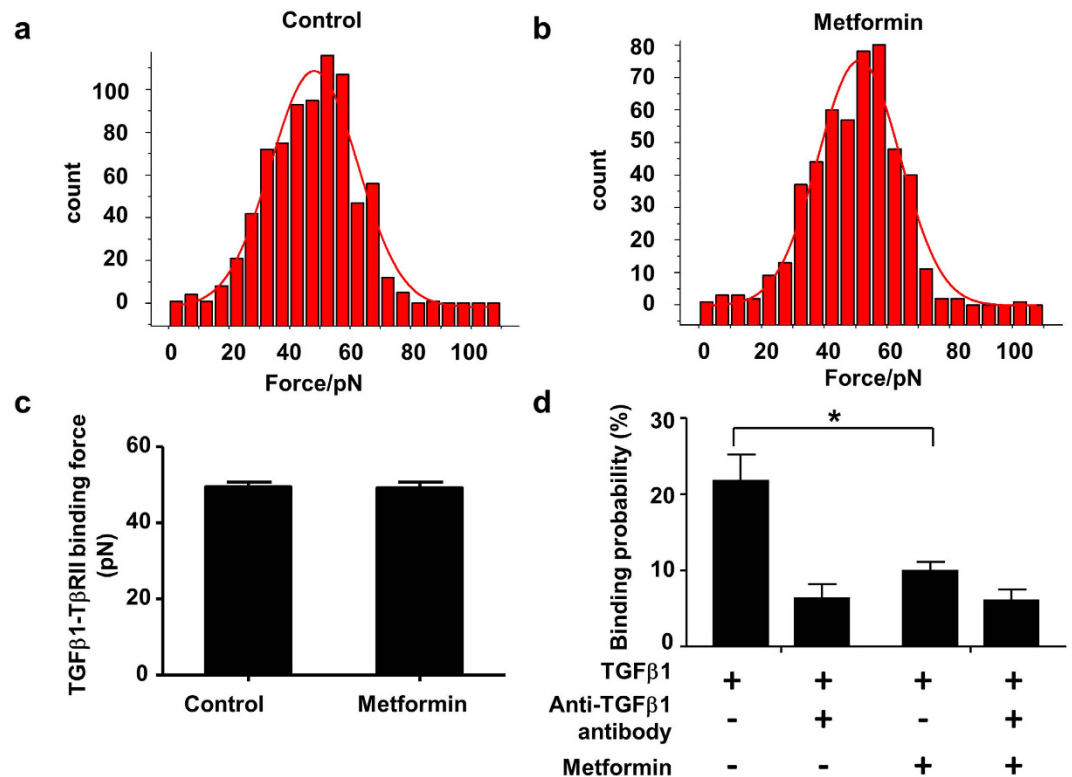 a
Control
count
100
80
60
40
20
0
0 20 40 60 80 100
Force/pN
b
Metformin
count
80
70
60
50
40
30
20
10
0
0 20 40 60 80 100
Force/pN
c
TGFβ1-TβRII binding force
(pN)
60
40
20
0
Control Metformin
d
Binding probability (%)
30
20
10
0
*
TGFβ1 + + + +
Anti-TGFβ1
antibody - + - +
Metformin - - + +